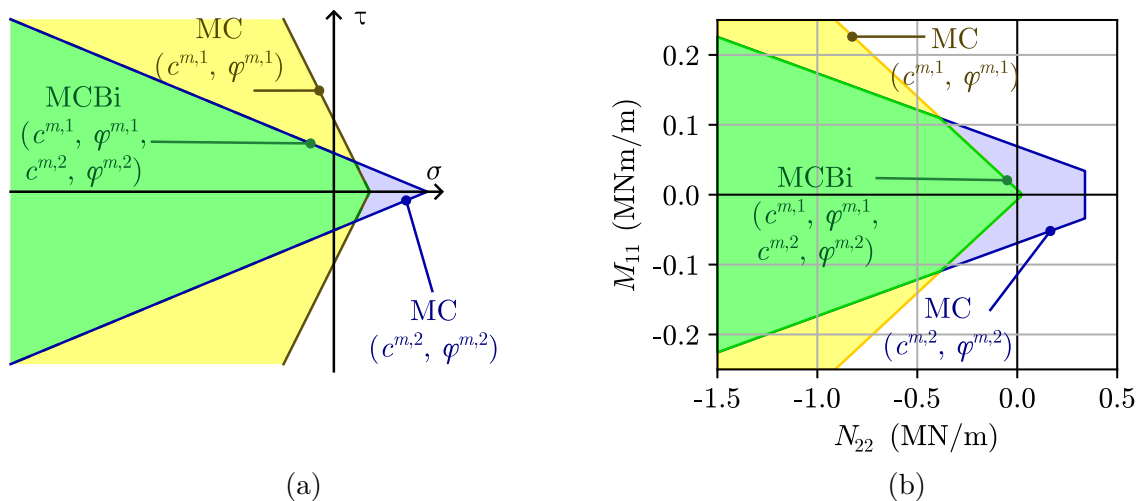 τ
MC
(c^{m,1}, φ^{m,1})
MCBi
(c^{m,1}, φ^{m,1},
c^{m,2}, φ^{m,2})
σ
MC
(c^{m,2}, φ^{m,2})
(a)
M_{11} (MNm/m)
0.2
0.1
0.0
-0.1
-0.2
MC
(c^{m,1}, φ^{m,1})
MCBi
(c^{m,1}, φ^{m,1},
c^{m,2}, φ^{m,2})
MC
(c^{m,2}, φ^{m,2})
-1.5 -1.0 -0.5 0.0 0.5
N_{22} (MN/m)
(b)